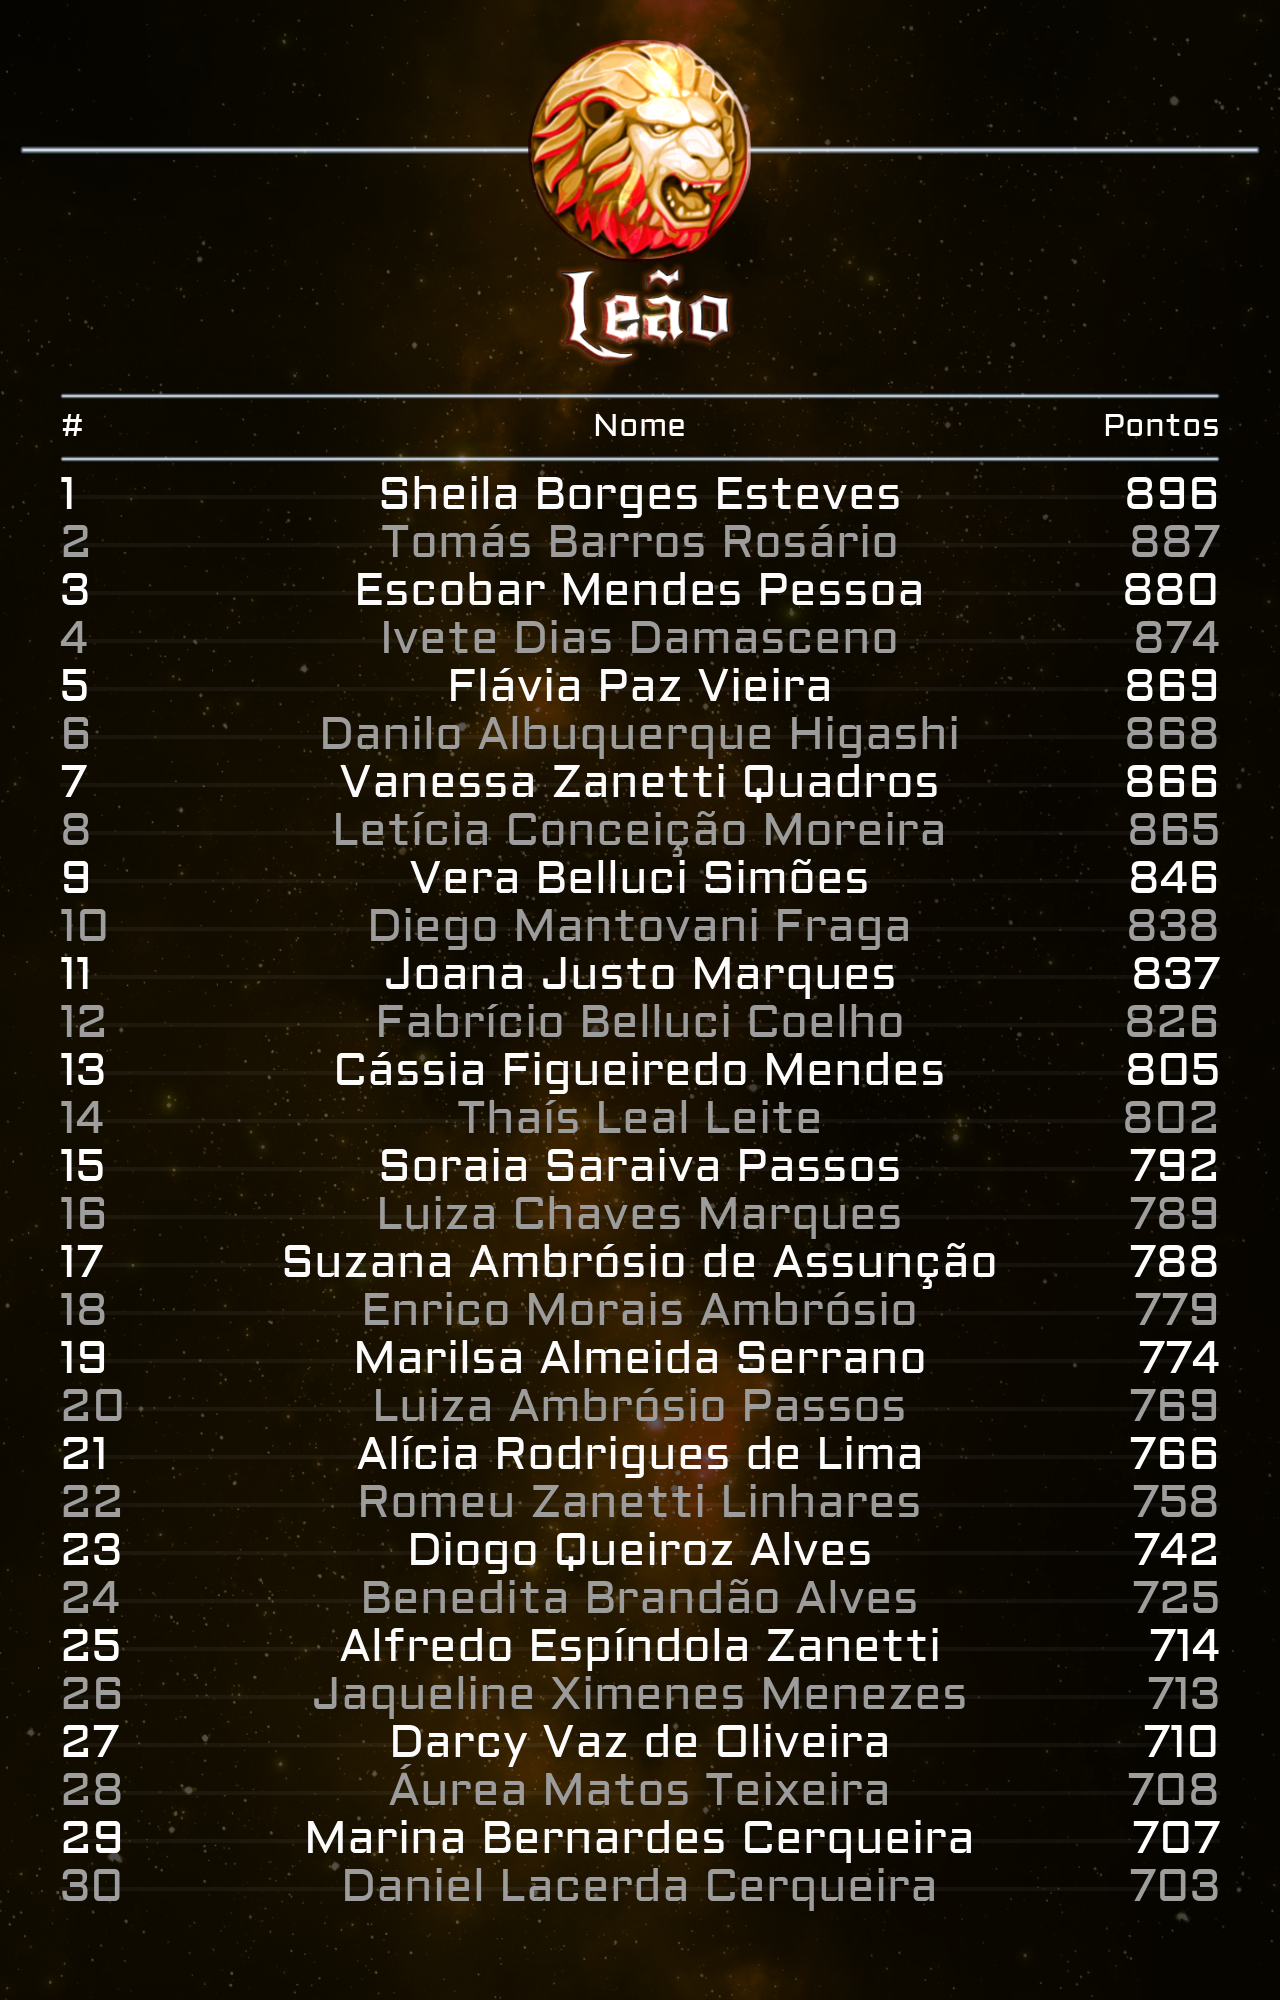 Leão
# Nome Pontos
1 Sheila Borges Esteves 896
2 Tomás Barros Rosário 887
3 Escobar Mendes Pessoa 880
4 Ivete Dias Damasceno 874
5 Flávia Paz Vieira 869
6 Danilo Albuquerque Higashi 868
7 Vanessa Zanetti Quadros 866
8 Letícia Conceição Moreira 865
9 Vera Belluci Simões 846
10 Diego Mantovani Fraga 838
11 Joana Justo Marques 837
12 Fabrício Belluci Coelho 826
13 Cássia Figueiredo Mendes 805
14 Thaís Leal Leite 802
15 Soraia Saraiva Passos 792
16 Luiza Chaves Marques 789
17 Suzana Ambrósio de Assunção 788
18 Enrico Morais Ambrósio 779
19 Marilsa Almeida Serrano 774
20 Luiza Ambrósio Passos 769
21 Alícia Rodrigues de Lima 766
22 Romeu Zanetti Linhares 758
23 Diogo Queiroz Alves 742
24 Benedita Brandão Alves 725
25 Alfredo Espíndola Zanetti 714
26 Jaqueline Ximenes Menezes 713
27 Darcy Vaz de Oliveira 710
28 Áurea Matos Teixeira 708
29 Marina Bernardes Cerqueira 707
30 Daniel Lacerda Cerqueira 703